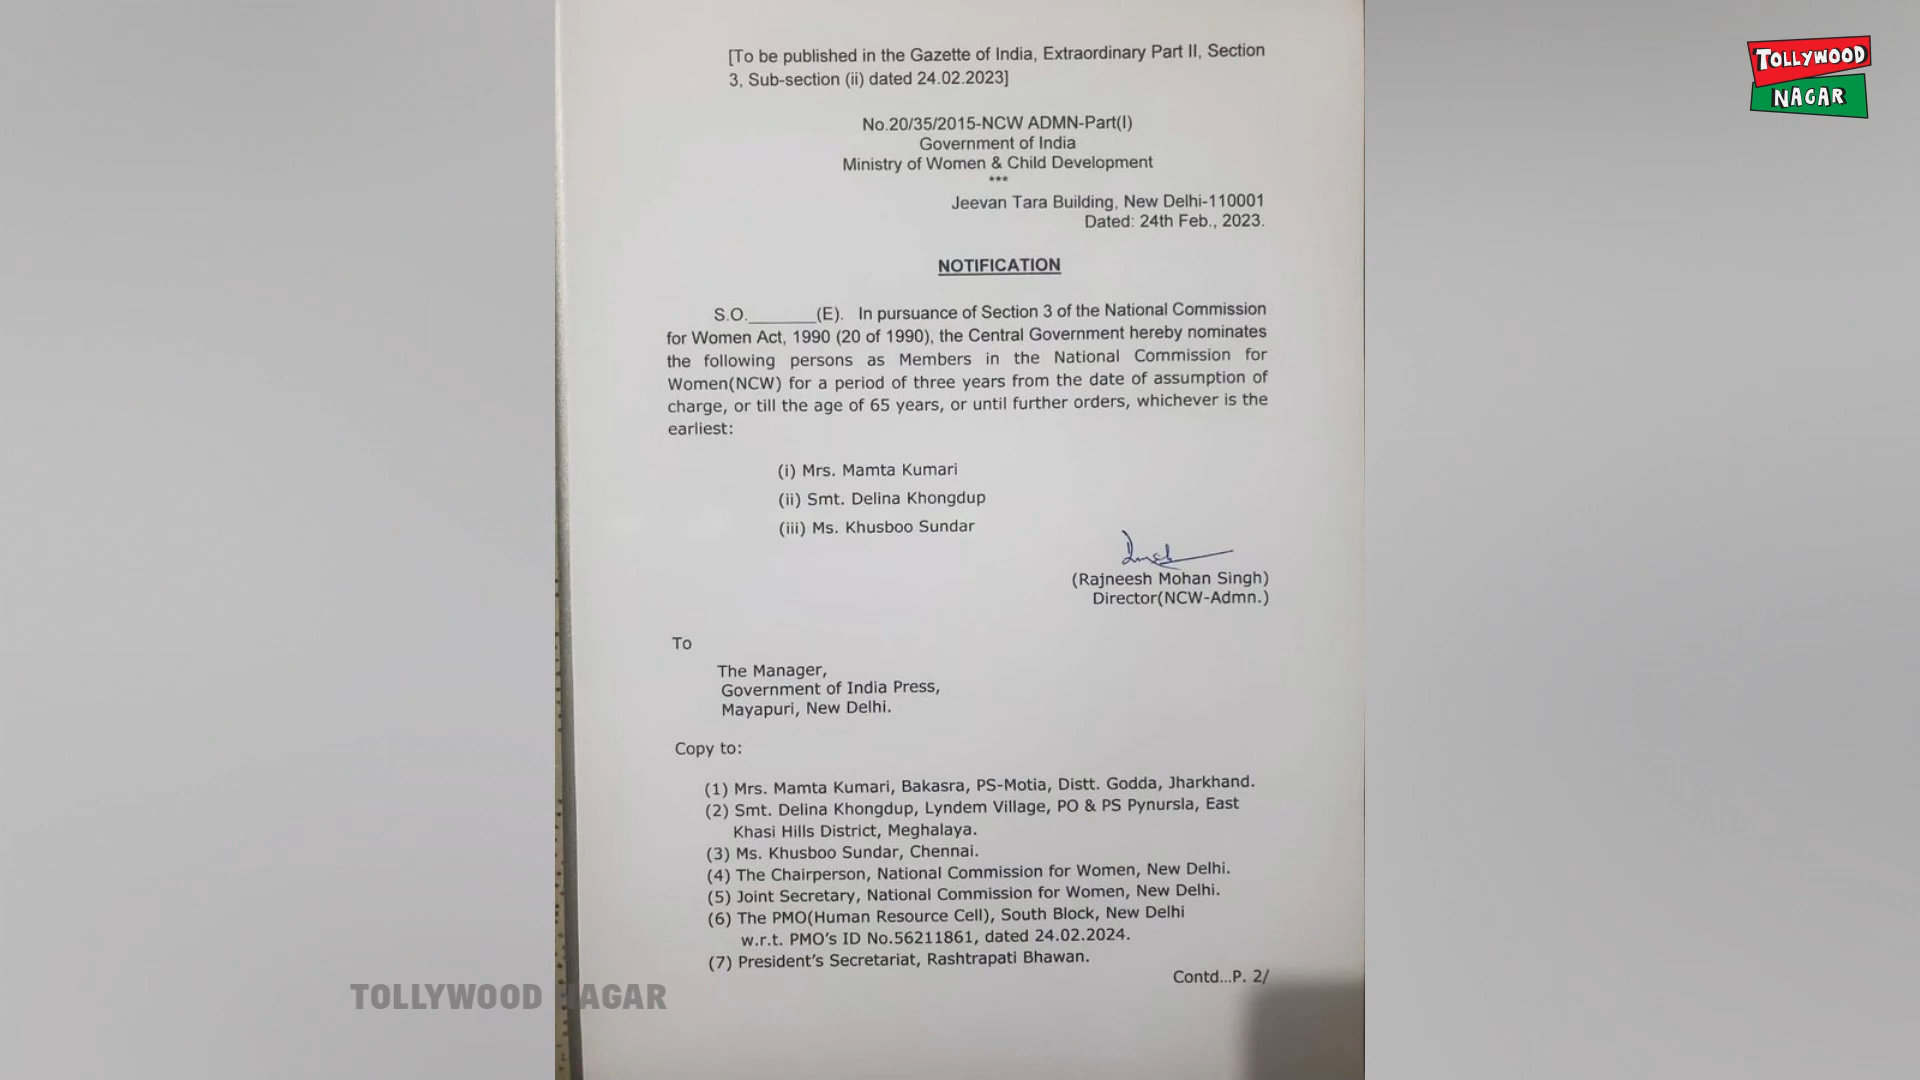 TOLLYWOOD
NAGAR
[To be published in the Gazette of India, Extraordinary Part II, Section
3, Sub-section (ii) dated 24.02.2023]
No.20/35/2015-NCW ADMN-Part(I)
Government of India
Ministry of Women & Child Development
***
Jeevan Tara Building, New Delhi-110001
Dated: 24th Feb., 2023.
NOTIFICATION
S.O._______(E). In pursuance of Section 3 of the National Commission
for Women Act, 1990 (20 of 1990), the Central Government hereby nominates
the following persons as Members in the National Commission for
Women(NCW) for a period of three years from the date of assumption of
charge, or till the age of 65 years, or until further orders, whichever is the
earliest:
(i) Mrs. Mamta Kumari
(ii) Smt. Delina Khongdup
(iii) Ms. Khusboo Sundar
(Rajneesh Mohan Singh)
Director(NCW-Admn.)
To
The Manager,
Government of India Press,
Mayapuri, New Delhi.
Copy to:
(1) Mrs. Mamta Kumari, Bakasra, PS-Motia, Distt. Godda, Jharkhand.
(2) Smt. Delina Khongdup, Lyndem Village, PO & PS Pynursla, East
Khasi Hills District, Meghalaya.
(3) Ms. Khusboo Sundar, Chennai.
(4) The Chairperson, National Commission for Women, New Delhi.
(5) Joint Secretary, National Commission for Women, New Delhi.
(6) The PMO(Human Resource Cell), South Block, New Delhi
w.r.t. PMO's ID No.56211861, dated 24.02.2024.
(7) President's Secretariat, Rashtrapati Bhawan.
Contd...P. 2/
TOLLYWOOD NAGAR